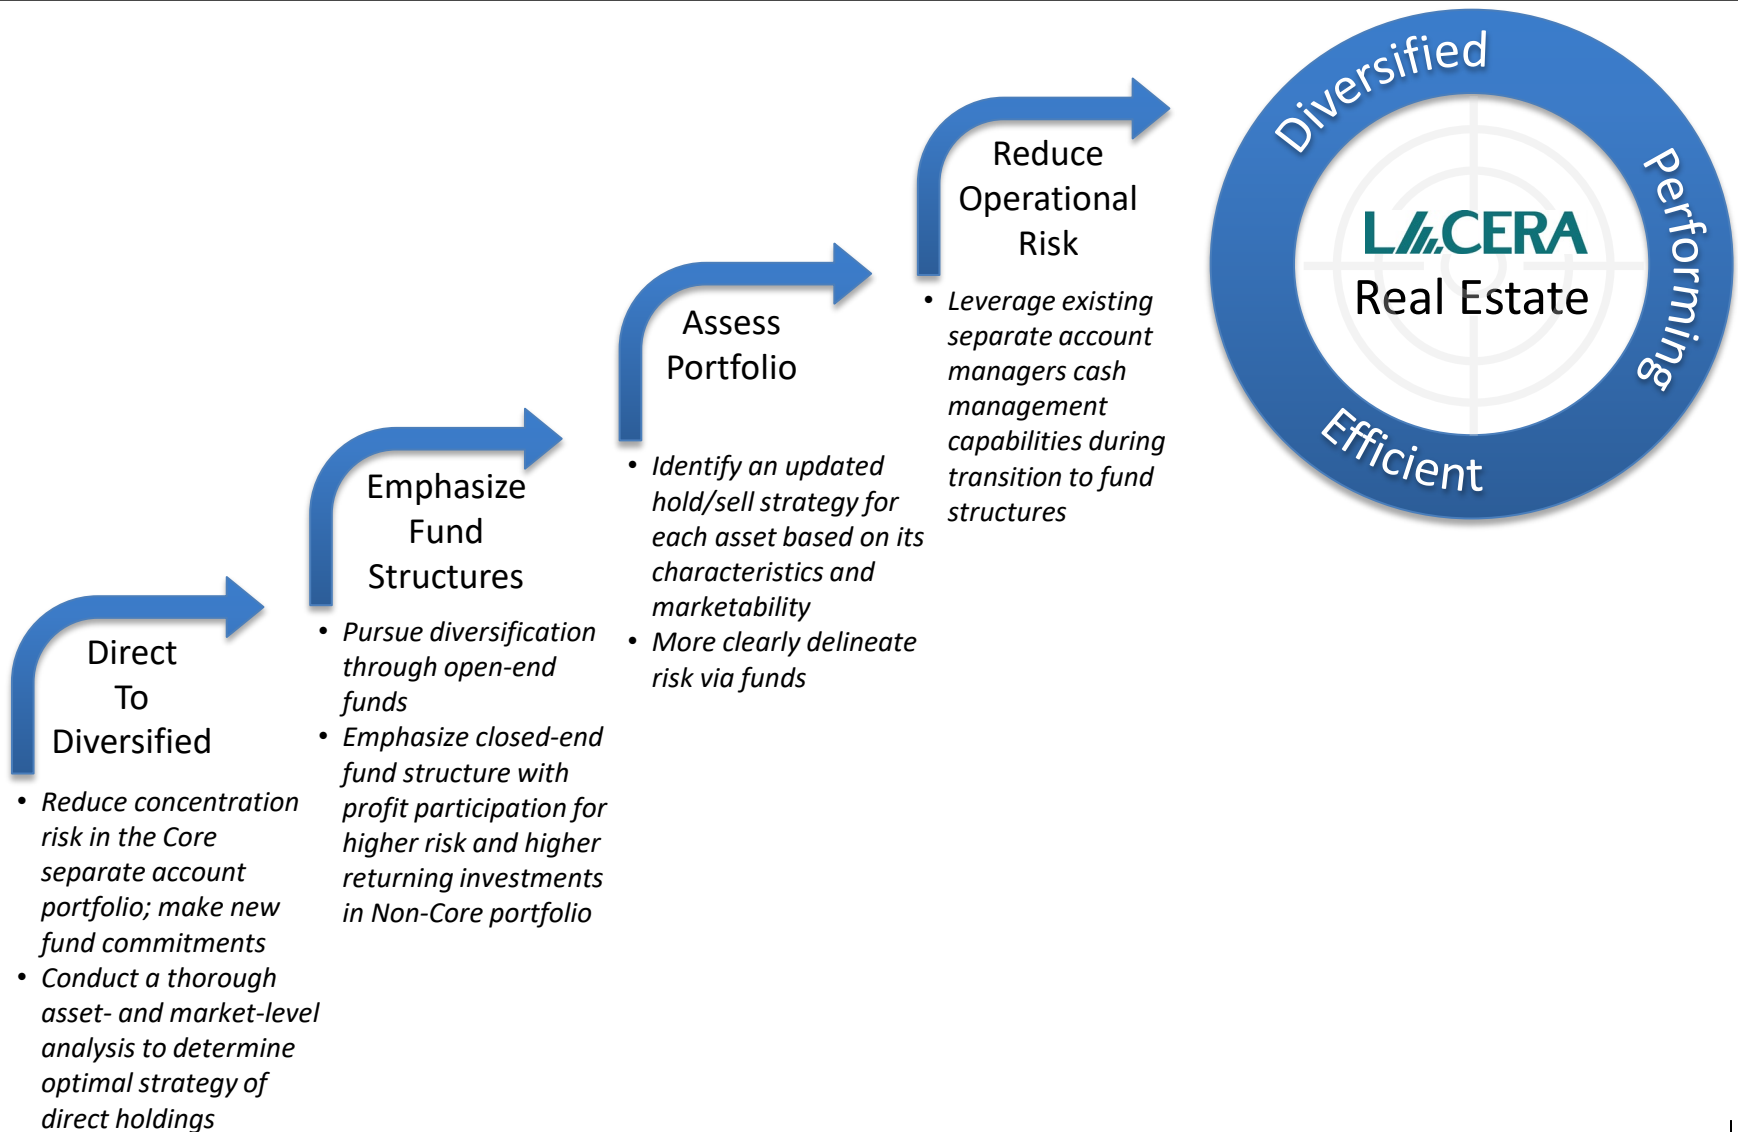 Direct
To
Diversified
• Reduce concentration
risk in the Core
separate account
portfolio; make new
fund commitments
• Conduct a thorough
asset- and market-level
analysis to determine
optimal strategy of
direct holdings
Emphasize
Fund
Structures
• Pursue diversification
through open-end
funds
• Emphasize closed-end
fund structure with
profit participation for
higher risk and higher
returning investments
in Non-Core portfolio
Assess
Portfolio
• Identify an updated
hold/sell strategy for
each asset based on its
characteristics and
marketability
• More clearly delineate
risk via funds
Reduce
Operational
Risk
• Leverage existing
separate account
managers cash
management
capabilities during
transition to fund
structures
Diversified
Performing
Efficient
LACERA
Real Estate